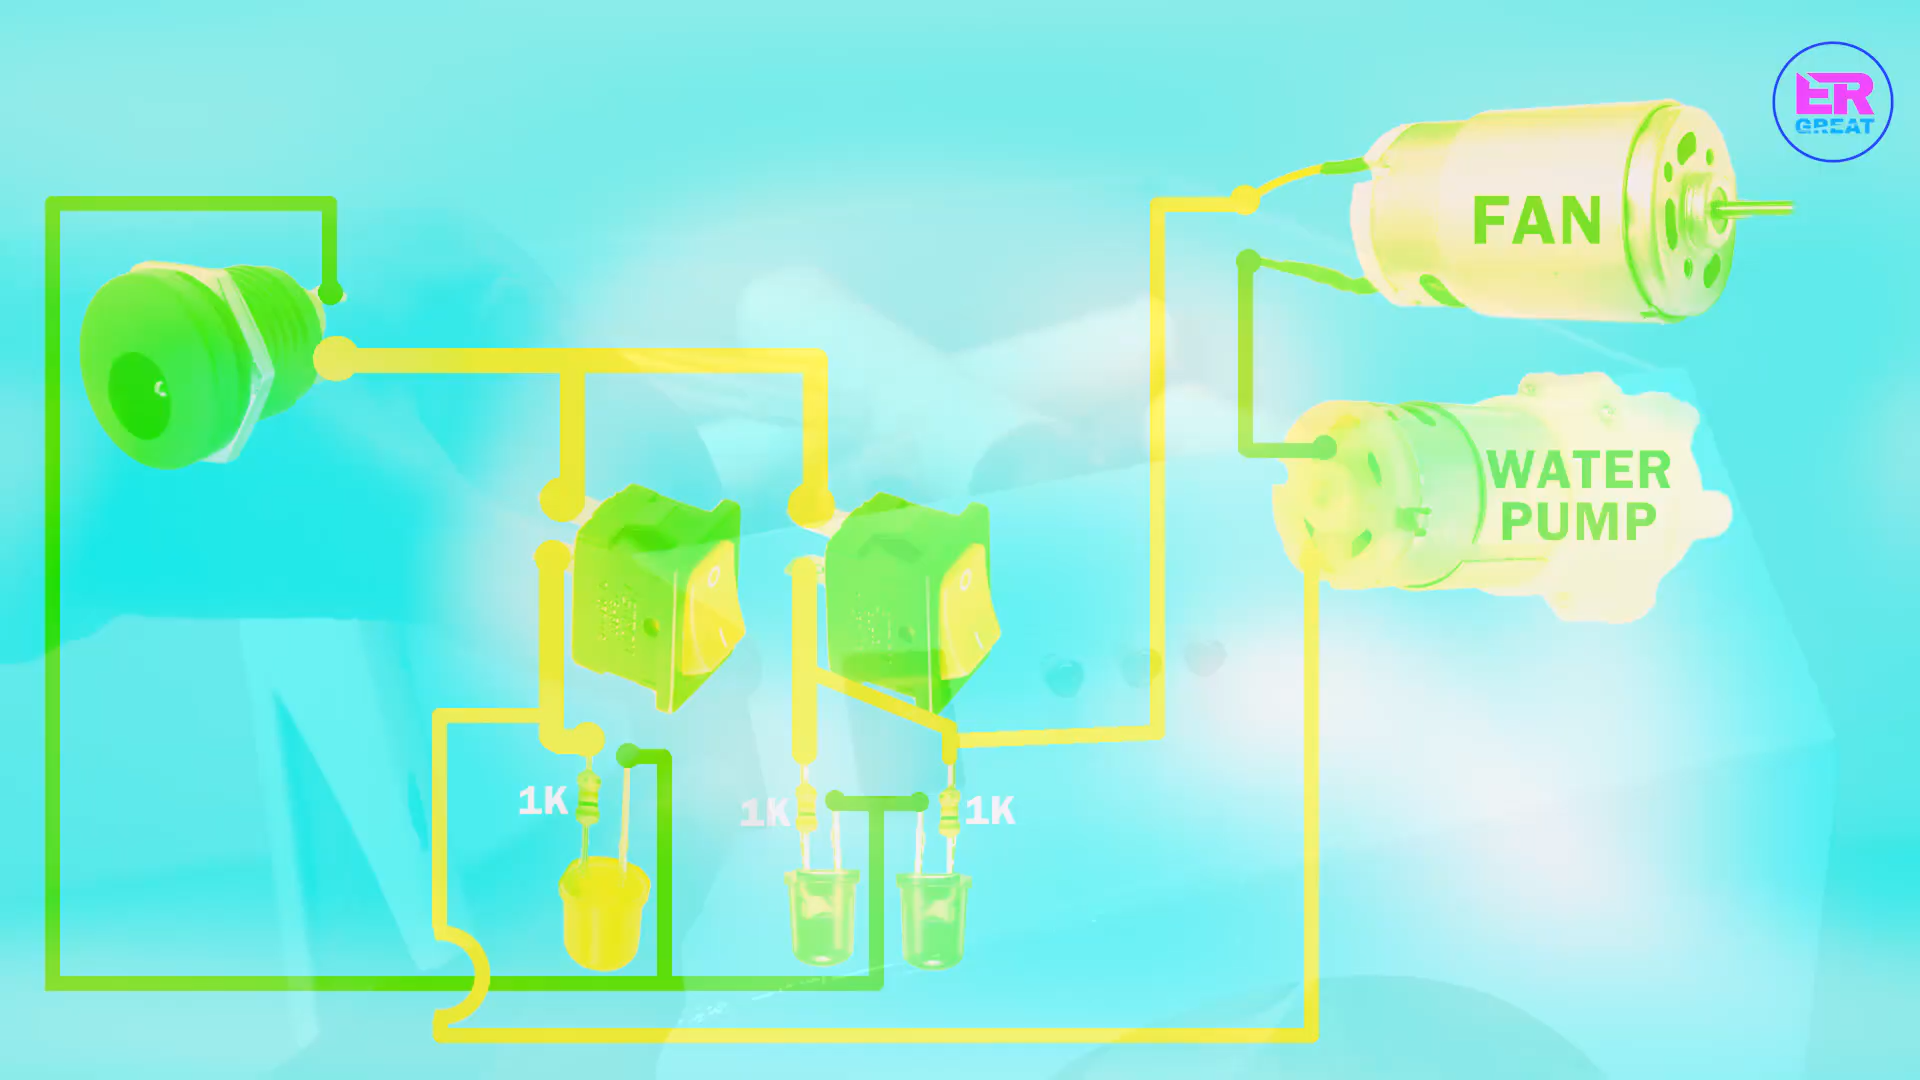 ER
GREAT
FAN
WATER
PUMP
1K
1K
1K